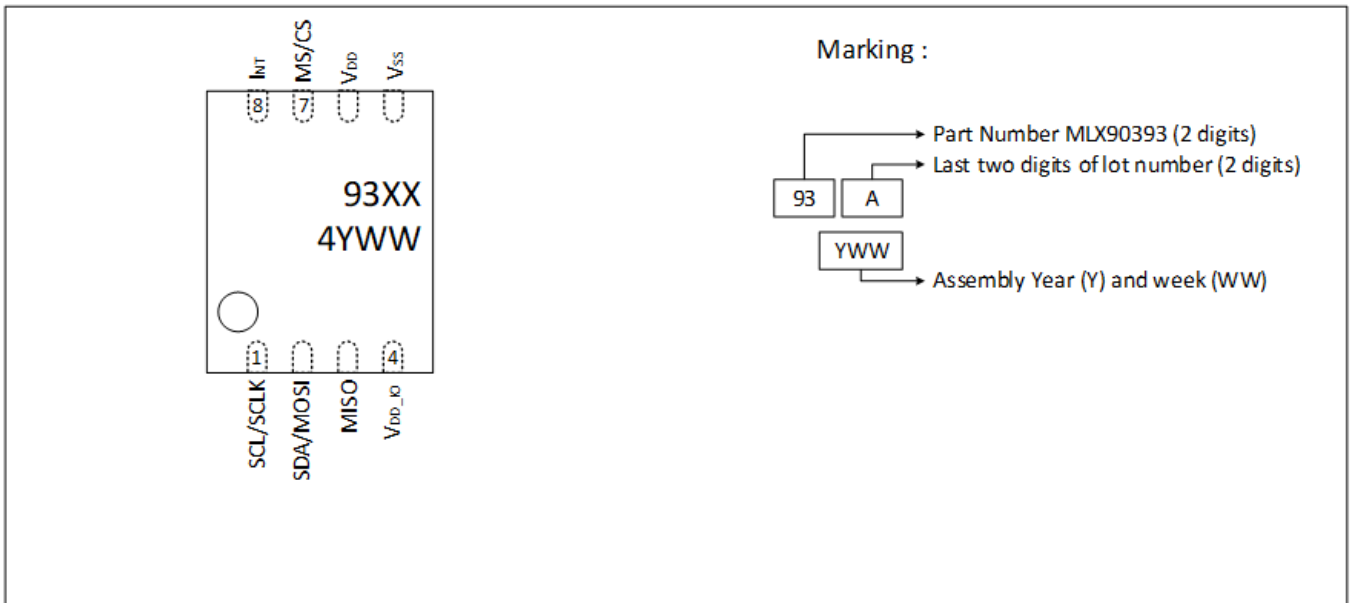 INT MS/CS VDD VSS
8 7
93XX
4YWW
1 4
SCL/SCLK SDA/MOSI MISO VDD_IO
Marking :
Part Number MLX90393 (2 digits)
Last two digits of lot number (2 digits)
93 A
YWW
Assembly Year (Y) and week (WW)